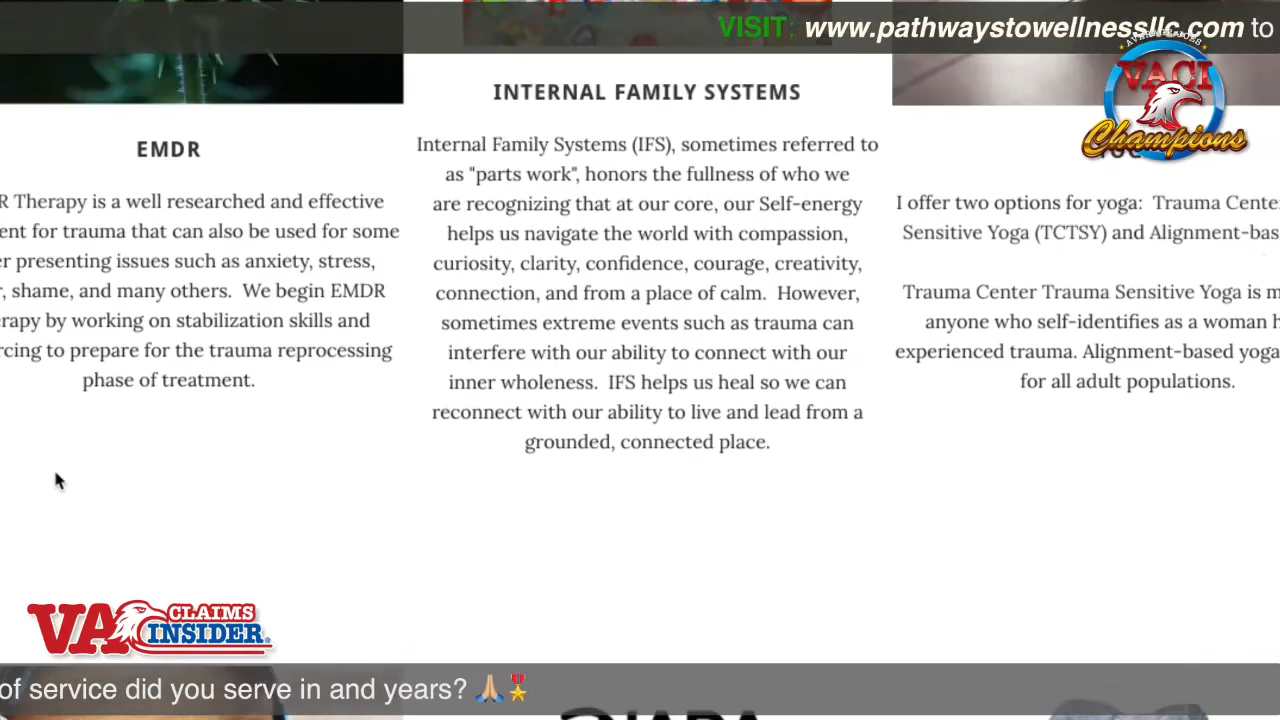 VISIT: www.pathwaystowellnessllc.com to
AVERAGE JOES
VACI
Champions
INTERNAL FAMILY SYSTEMS
Internal Family Systems (IFS), sometimes referred to
as "parts work", honors the fullness of who we
are recognizing that at our core, our Self-energy
helps us navigate the world with compassion,
curiosity, clarity, confidence, courage, creativity,
connection, and from a place of calm.  However,
sometimes extreme events such as trauma can
interfere with our ability to connect with our
inner wholeness.  IFS helps us heal so we can
reconnect with our ability to live and lead from a
grounded, connected place.
EMDR
R Therapy is a well researched and effective
ent for trauma that can also be used for some
er presenting issues such as anxiety, stress,
, shame, and many others.  We begin EMDR
rapy by working on stabilization skills and
rcing to prepare for the trauma reprocessing
phase of treatment.
I offer two options for yoga:  Trauma Cente
Sensitive Yoga (TCTSY) and Alignment-bas
Trauma Center Trauma Sensitive Yoga is m
anyone who self-identifies as a woman h
experienced trauma. Alignment-based yoga
for all adult populations.
VA CLAIMS
INSIDER
of service did you serve in and years? 🙏🏼🎖️